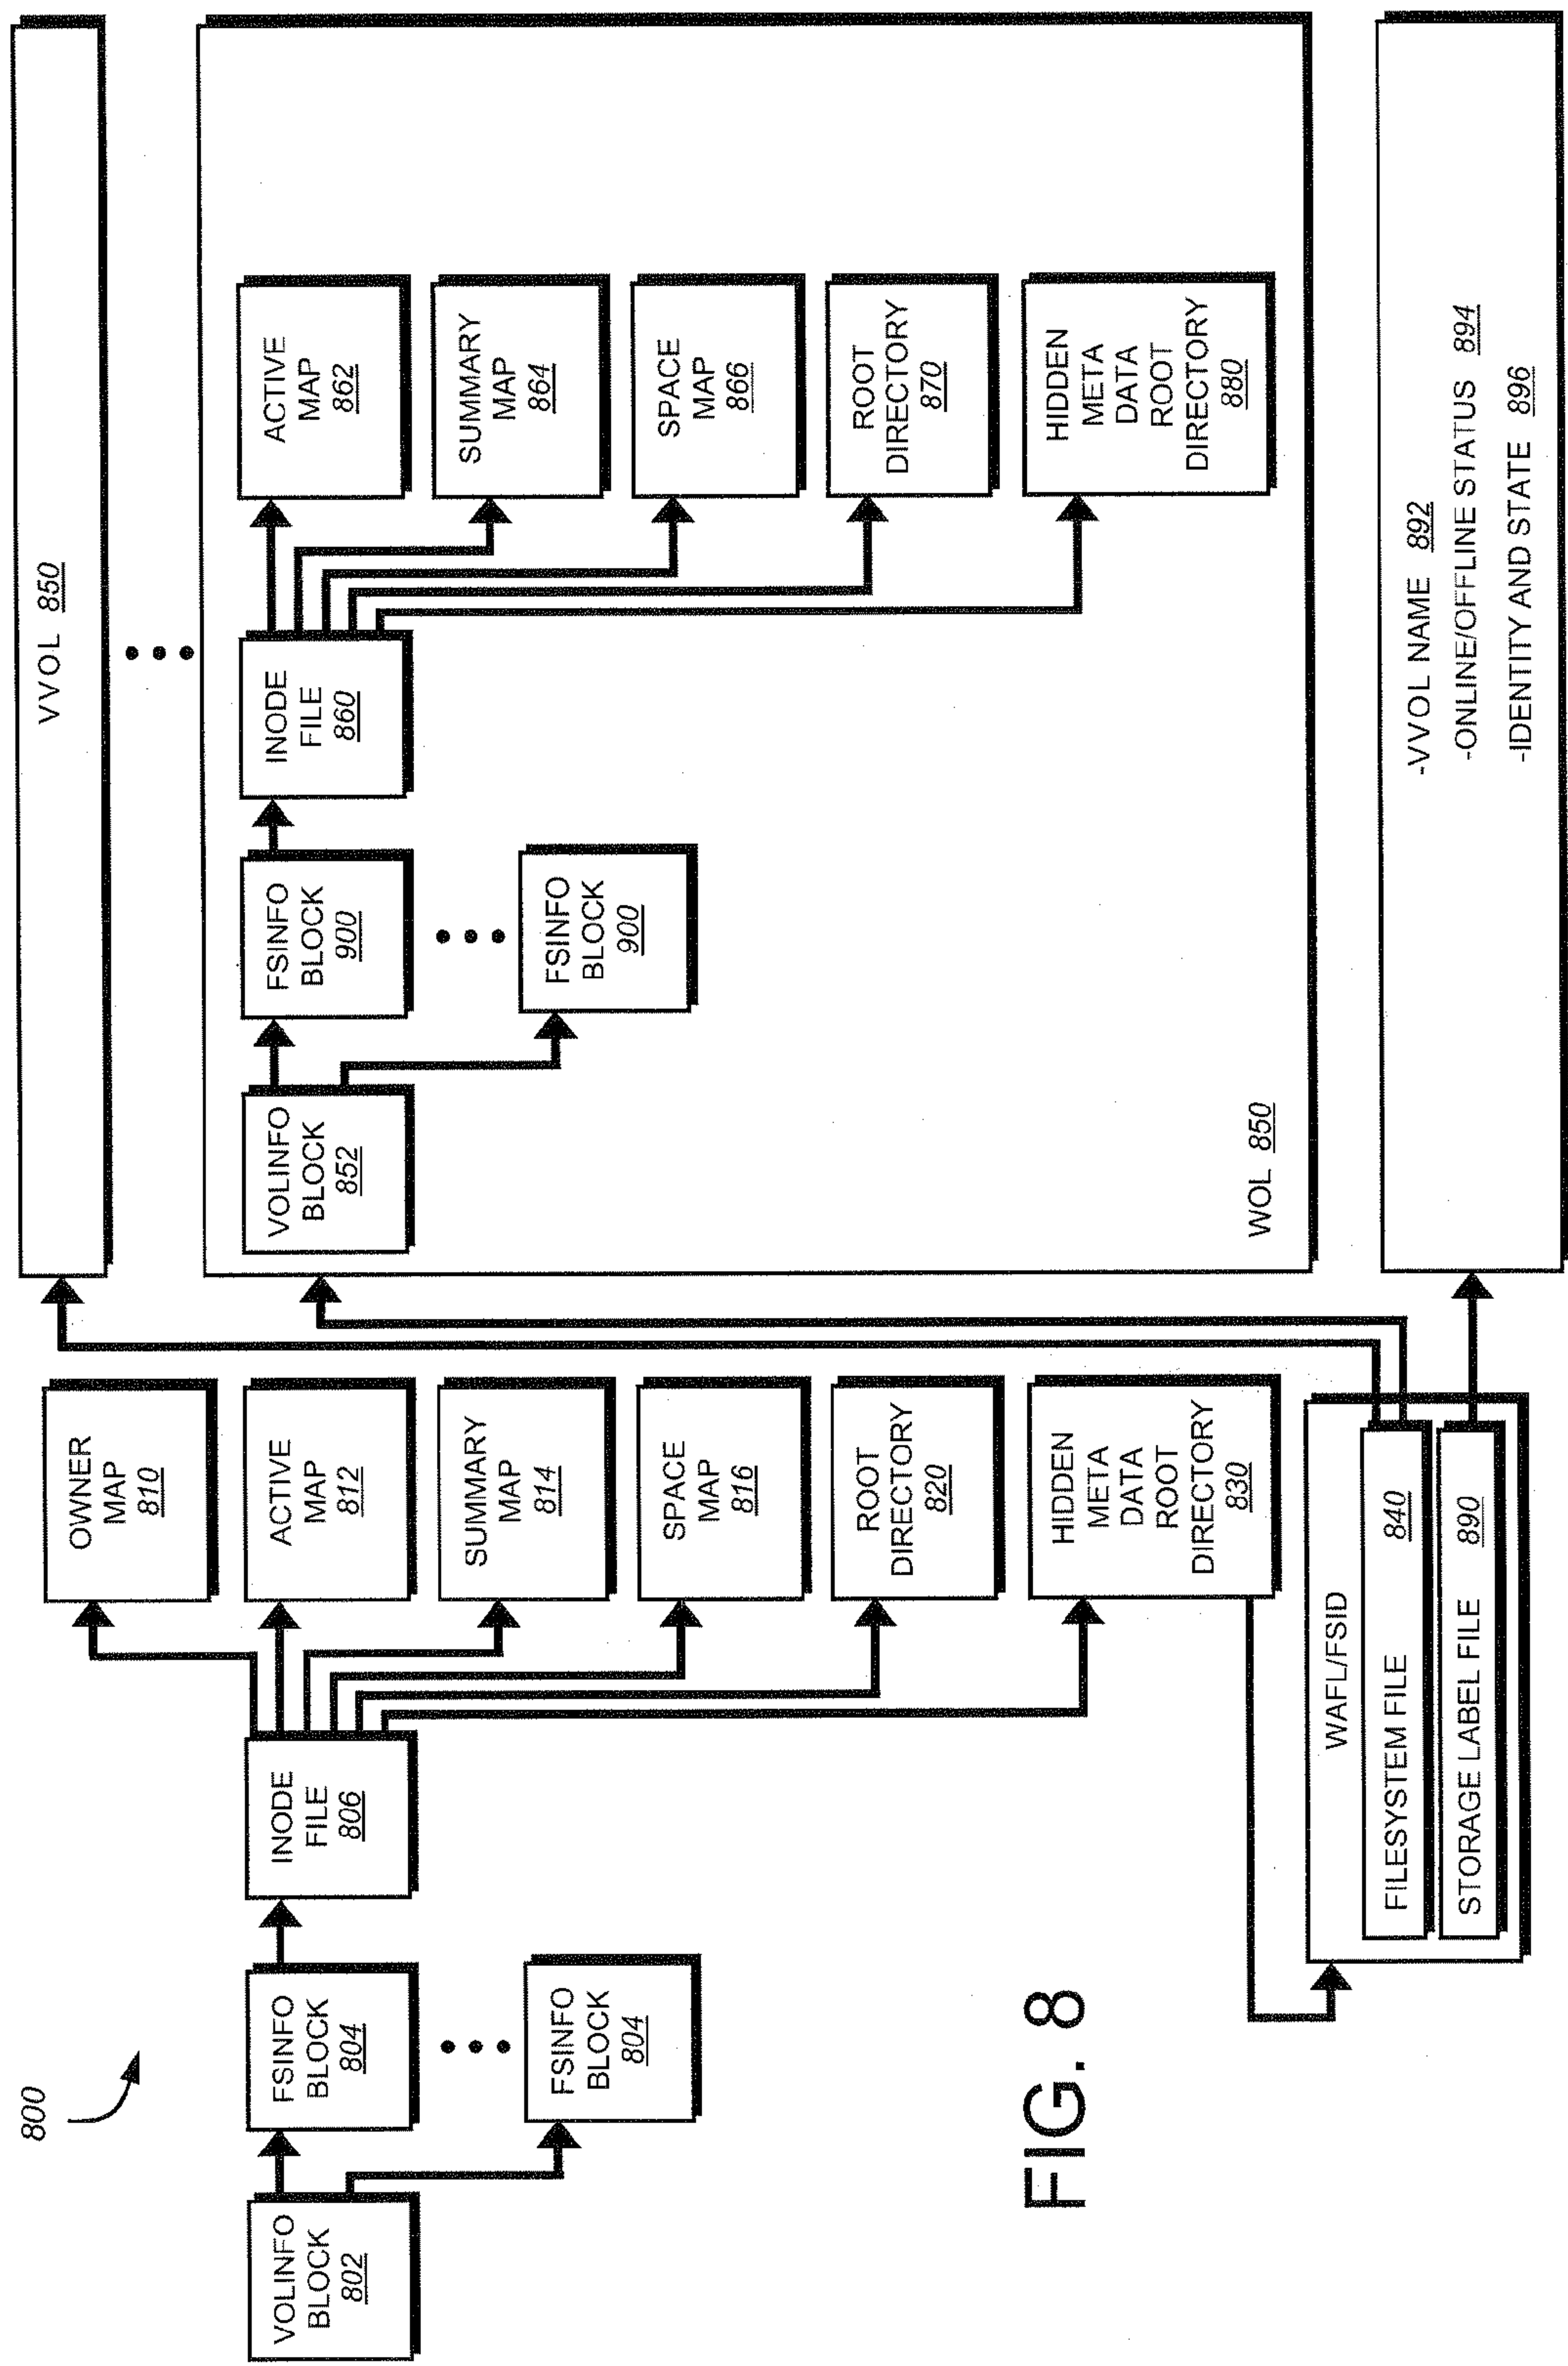 800
VOLINFO
BLOCK
802
FSINFO
BLOCK
804
FSINFO
BLOCK
804
INODE
FILE
806
OWNER
MAP
810
ACTIVE
MAP
812
SUMMARY
MAP
814
SPACE
MAP
816
ROOT
DIRECTORY
820
HIDDEN
META
DATA
ROOT
DIRECTORY
830
WAFL/FSID
FILESYSTEM FILE 840
STORAGE LABEL FILE 890
VVOL 850
VOLINFO
BLOCK
852
FSINFO
BLOCK
900
FSINFO
BLOCK
900
INODE
FILE
860
ACTIVE
MAP
862
SUMMARY
MAP
864
SPACE
MAP
866
ROOT
DIRECTORY
870
HIDDEN
META
DATA
ROOT
DIRECTORY
880
WOL 850
-VVOL NAME 892
-ONLINE/OFFLINE STATUS 894
-IDENTITY AND STATE 896
FIG. 8